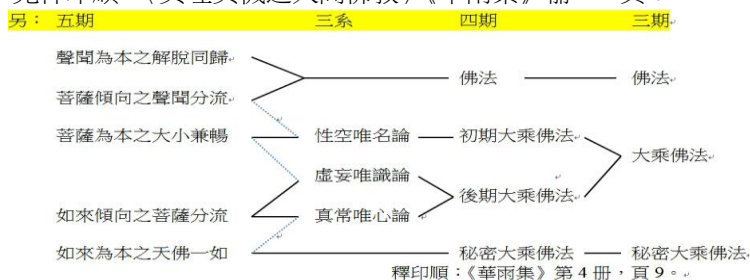 另： 五期 三系 四期 三期
聲聞為本之解脫同歸
佛法 佛法
菩薩傾向之聲聞分流
菩薩為本之大小兼暢 性空唯名論 初期大乘佛法
大乘佛法
虛妄唯識論
後期大乘佛法
如來傾向之菩薩分流 真常唯心論
如來為本之天佛一如 秘密大乘佛法 秘密大乘佛法
釋印順：《華雨集》第4冊，頁9。